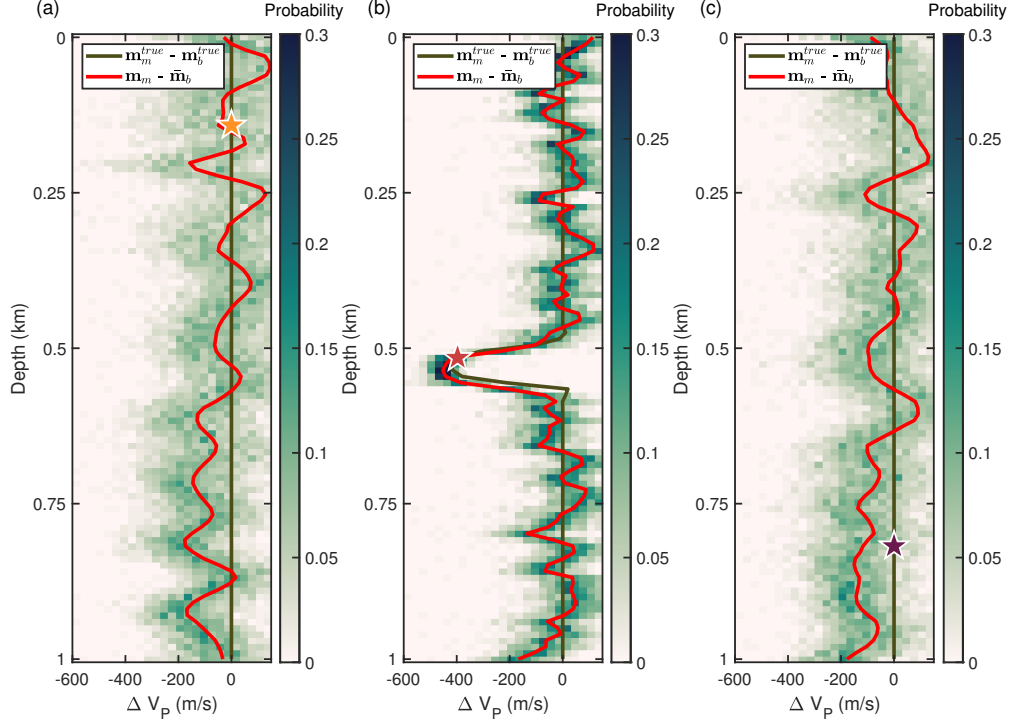 (a)
Probability
m_m^{true} - m_b^{true}
m_m - m̄_b
0
0.25
0.5
0.75
1
Depth (km)
-600 -400 -200 0
Δ V_P (m/s)
0.3
0.25
0.2
0.15
0.1
0.05
0
(b)
Probability
m_m^{true} - m_b^{true}
m_m - m̄_b
0
0.25
0.5
0.75
1
Depth (km)
-600 -400 -200 0
Δ V_P (m/s)
0.3
0.25
0.2
0.15
0.1
0.05
0
(c)
Probability
m_m^{true} - m_b^{true}
m_m - m̄_b
0
0.25
0.5
0.75
1
Depth (km)
-600 -400 -200 0
Δ V_P (m/s)
0.3
0.25
0.2
0.15
0.1
0.05
0